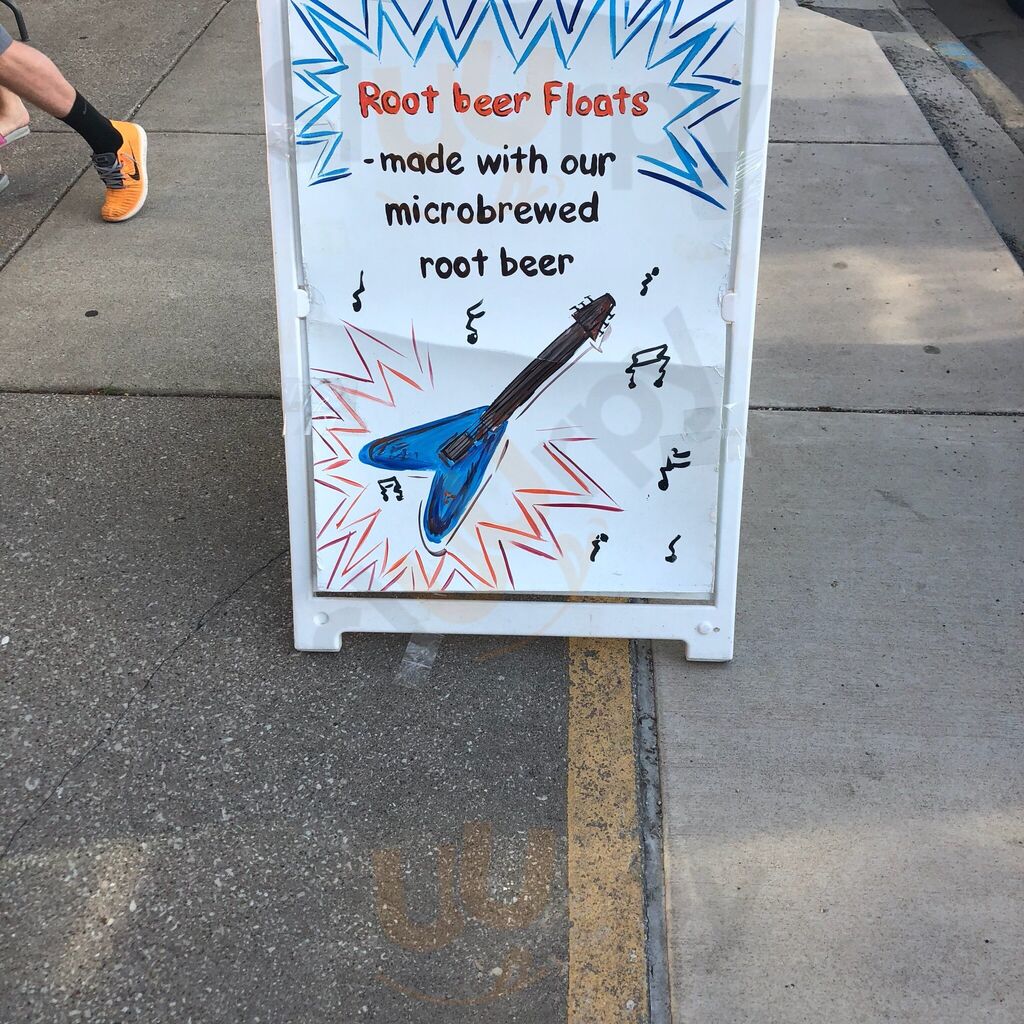 Root beer Floats
-made with our
microbrewed
root beer